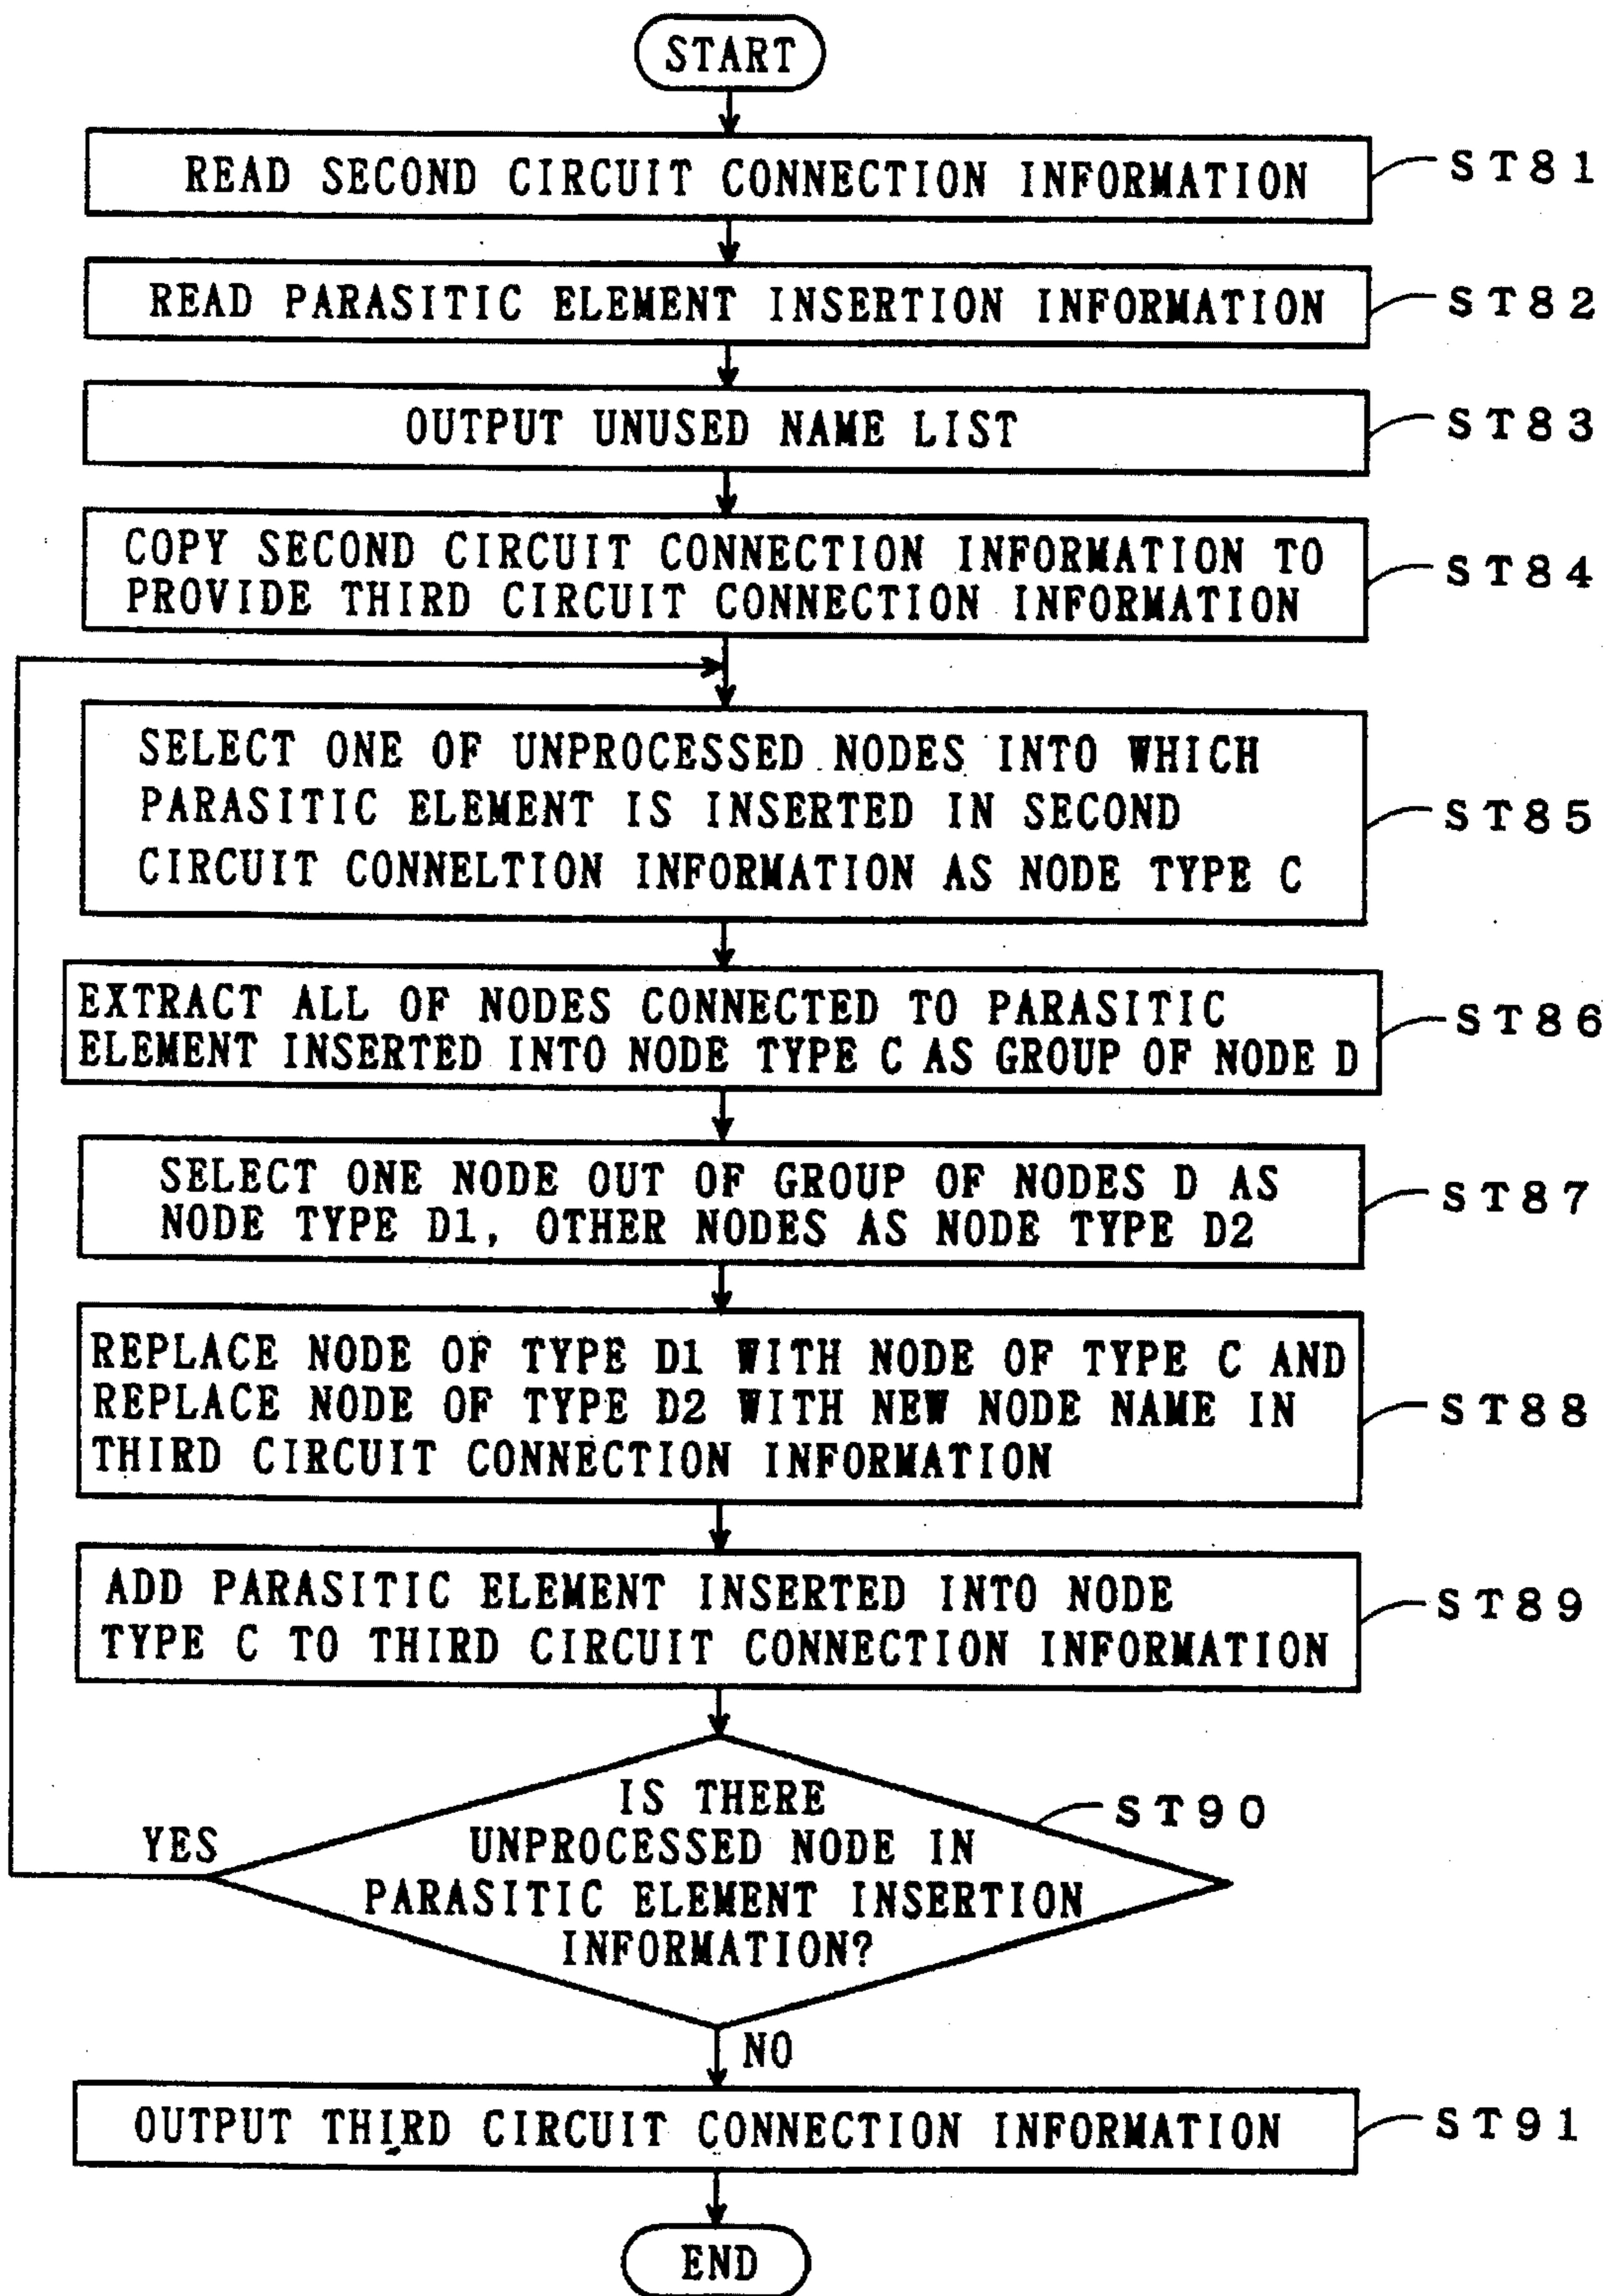 START
READ SECOND CIRCUIT CONNECTION INFORMATION
ST81
READ PARASITIC ELEMENT INSERTION INFORMATION
ST82
OUTPUT UNUSED NAME LIST
ST83
COPY SECOND CIRCUIT CONNECTION INFORMATION TO
PROVIDE THIRD CIRCUIT CONNECTION INFORMATION
ST84
SELECT ONE OF UNPROCESSED NODES INTO WHICH
PARASITIC ELEMENT IS INSERTED IN SECOND
CIRCUIT CONNELTION INFORMATION AS NODE TYPE C
ST85
EXTRACT ALL OF NODES CONNECTED TO PARASITIC
ELEMENT INSERTED INTO NODE TYPE C AS GROUP OF NODE D
ST86
SELECT ONE NODE OUT OF GROUP OF NODES D AS
NODE TYPE D1, OTHER NODES AS NODE TYPE D2
ST87
REPLACE NODE OF TYPE D1 WITH NODE OF TYPE C AND
REPLACE NODE OF TYPE D2 WITH NEW NODE NAME IN
THIRD CIRCUIT CONNECTION INFORMATION
ST88
ADD PARASITIC ELEMENT INSERTED INTO NODE
TYPE C TO THIRD CIRCUIT CONNECTION INFORMATION
ST89
IS THERE
UNPROCESSED NODE IN
PARASITIC ELEMENT INSERTION
INFORMATION?
ST90
YES
NO
OUTPUT THIRD CIRCUIT CONNECTION INFORMATION
ST91
END